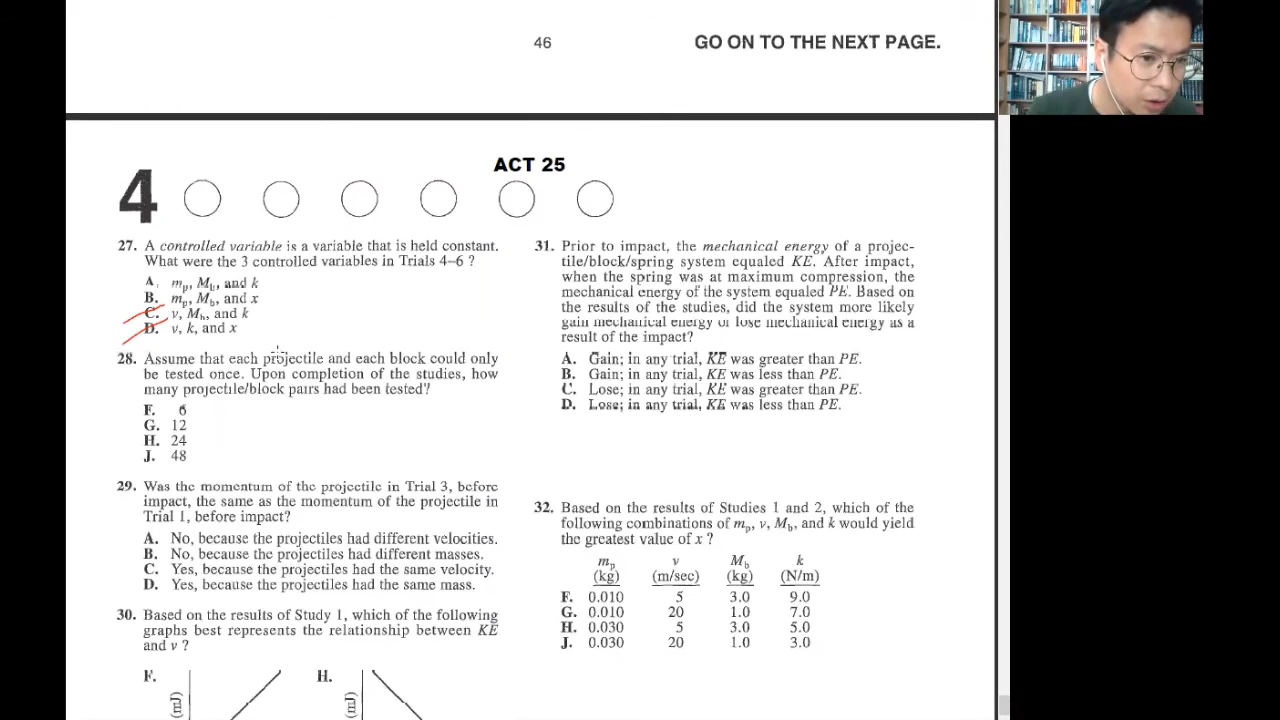 46
GO ON TO THE NEXT PAGE.
ACT 25
4
27. A controlled variable is a variable that is held constant.
What were the 3 controlled variables in Trials 4–6 ?
A. mp, Mb, and k
B. mp, Mb, and x
C. v, Mb, and k
D. v, k, and x
28. Assume that each projectile and each block could only
be tested once. Upon completion of the studies, how
many projectile/block pairs had been tested?
F. 6
G. 12
H. 24
J. 48
29. Was the momentum of the projectile in Trial 3, before
impact, the same as the momentum of the projectile in
Trial 1, before impact?
A. No, because the projectiles had different velocities.
B. No, because the projectiles had different masses.
C. Yes, because the projectiles had the same velocity.
D. Yes, because the projectiles had the same mass.
30. Based on the results of Study 1, which of the following
graphs best represents the relationship between KE
and v ?
F.
H.
(mJ)
(mJ)
31. Prior to impact, the mechanical energy of a projec-
tile/block/spring system equaled KE. After impact,
when the spring was at maximum compression, the
mechanical energy of the system equaled PE. Based on
the results of the studies, did the system more likely
gain mechanical energy or lose mechanical energy as a
result of the impact?
A. Gain; in any trial, KE was greater than PE.
B. Gain; in any trial, KE was less than PE.
C. Lose; in any trial, KE was greater than PE.
D. Lose; in any trial, KE was less than PE.
32. Based on the results of Studies 1 and 2, which of the
following combinations of mp, v, Mb, and k would yield
the greatest value of x ?
mp v Mb k
(kg) (m/sec) (kg) (N/m)
F. 0.010 5 3.0 9.0
G. 0.010 20 1.0 7.0
H. 0.030 5 3.0 5.0
J. 0.030 20 1.0 3.0